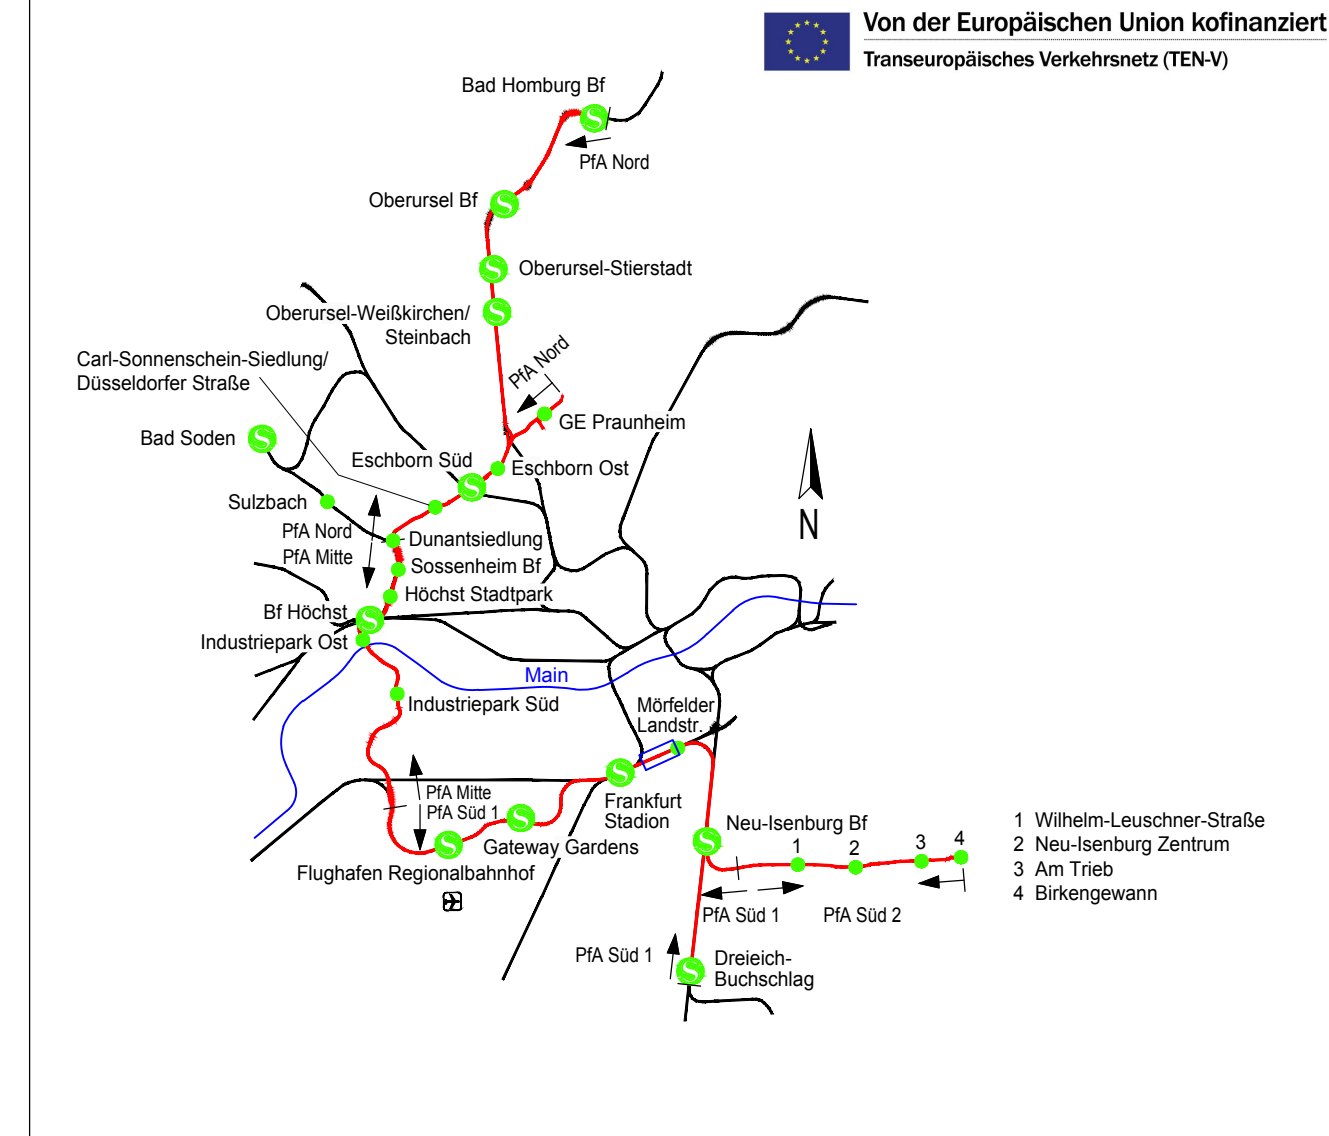 Von der Europäischen Union kofinanziert
Transeuropäisches Verkehrsnetz (TEN-V)
Bad Homburg Bf
PfA Nord
Oberursel Bf
Oberursel-Stierstadt
Oberursel-Weißkirchen/
Steinbach
PfA Nord
Carl-Sonnenschein-Siedlung/
Düsseldorfer Straße
GE Praunheim
Bad Soden
Eschborn Süd
Eschborn Ost
Sulzbach
PfA Nord
PfA Mitte
Dunantsiedlung
Sossenheim Bf
Höchst Stadtpark
Bf Höchst
Industriepark Ost
N
Main
Industriepark Süd
Mörfelder
Landstr.
PfA Mitte
PfA Süd 1
Frankfurt
Stadion
Gateway Gardens
Flughafen Regionalbahnhof
Neu-Isenburg Bf
1
2
3
4
PfA Süd 1
PfA Süd 2
1 Wilhelm-Leuschner-Straße
2 Neu-Isenburg Zentrum
3 Am Trieb
4 Birkengewann
PfA Süd 1
Dreieich-
Buchschlag
S
S
S
S
S
S
S
S
S
S
S
S